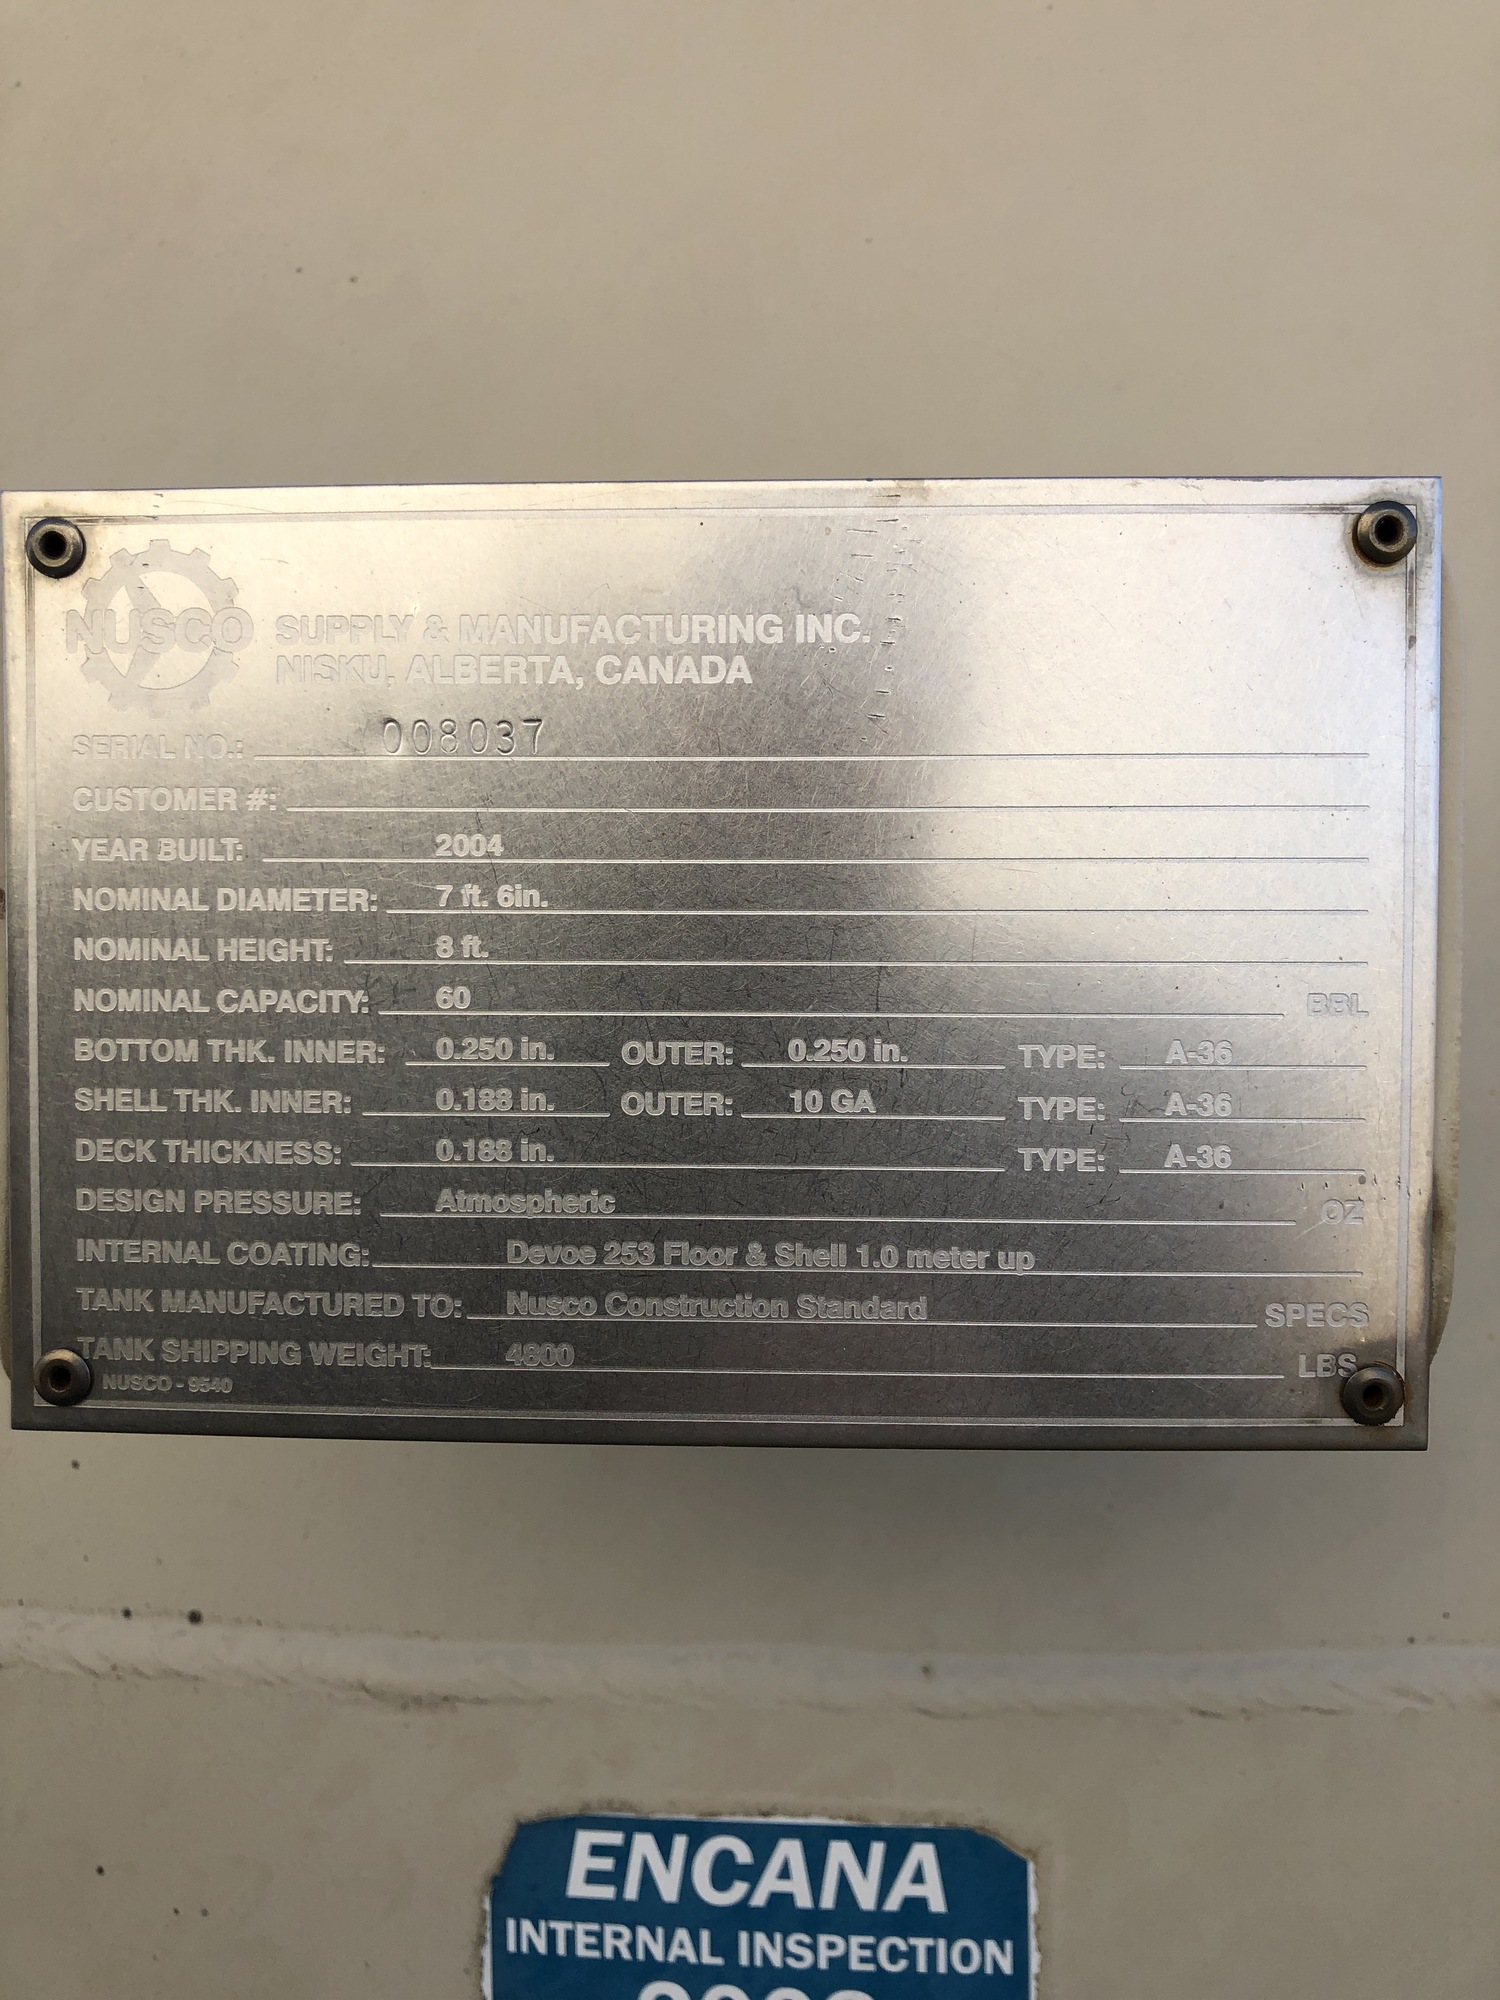 NUSCO SUPPLY & MANUFACTURING INC.
NISKU, ALBERTA, CANADA
SERIAL NO.: 008037
CUSTOMER #:
YEAR BUILT: 2004
NOMINAL DIAMETER: 7 ft. 6in.
NOMINAL HEIGHT: 8 ft.
NOMINAL CAPACITY: 60 BBL
BOTTOM THK. INNER: 0.250 in. OUTER: 0.250 in. TYPE: A-36
SHELL THK. INNER: 0.188 in. OUTER: 10 GA TYPE: A-36
DECK THICKNESS: 0.188 in. TYPE: A-36
DESIGN PRESSURE: Atmospheric OZ
INTERNAL COATING: Devoe 253 Floor & Shell 1.0 meter up
TANK MANUFACTURED TO: Nusco Construction Standard SPECS
TANK SHIPPING WEIGHT: 4800 LBS
NUSCO - 9540
ENCANA
INTERNAL INSPECTION